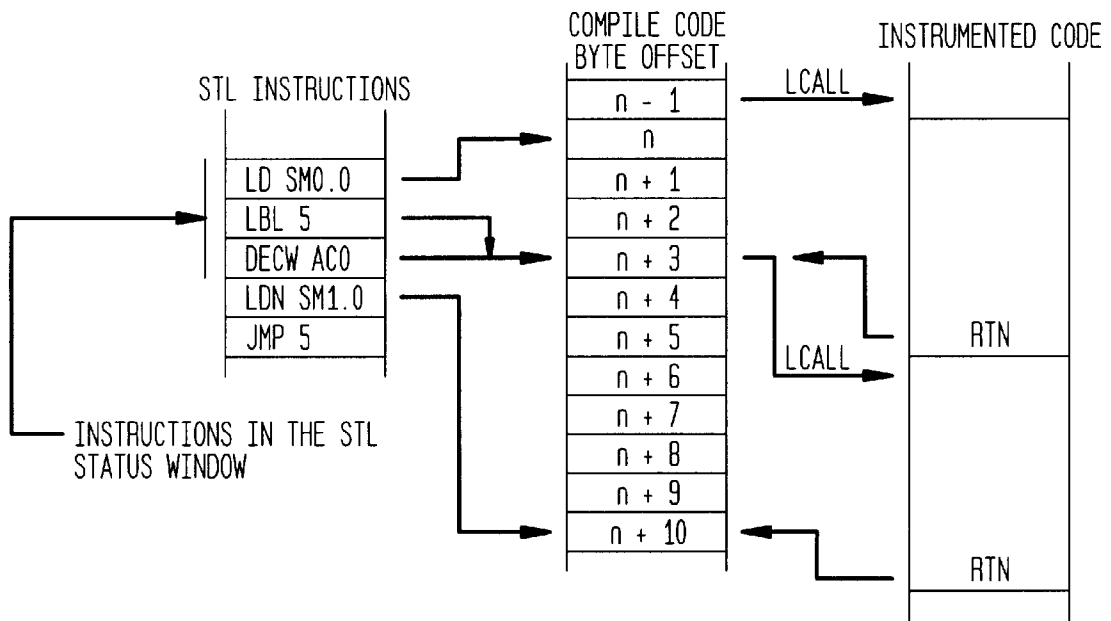 COMPILE CODE
BYTE OFFSET
INSTRUMENTED CODE
STL INSTRUCTIONS
n - 1
LCALL
n
LD SM0.0
n + 1
LBL 5
n + 2
DECW AC0
n + 3
LDN SM1.0
n + 4
JMP 5
n + 5
RTN
LCALL
n + 6
n + 7
INSTRUCTIONS IN THE STL
STATUS WINDOW
n + 8
n + 9
n + 10
RTN